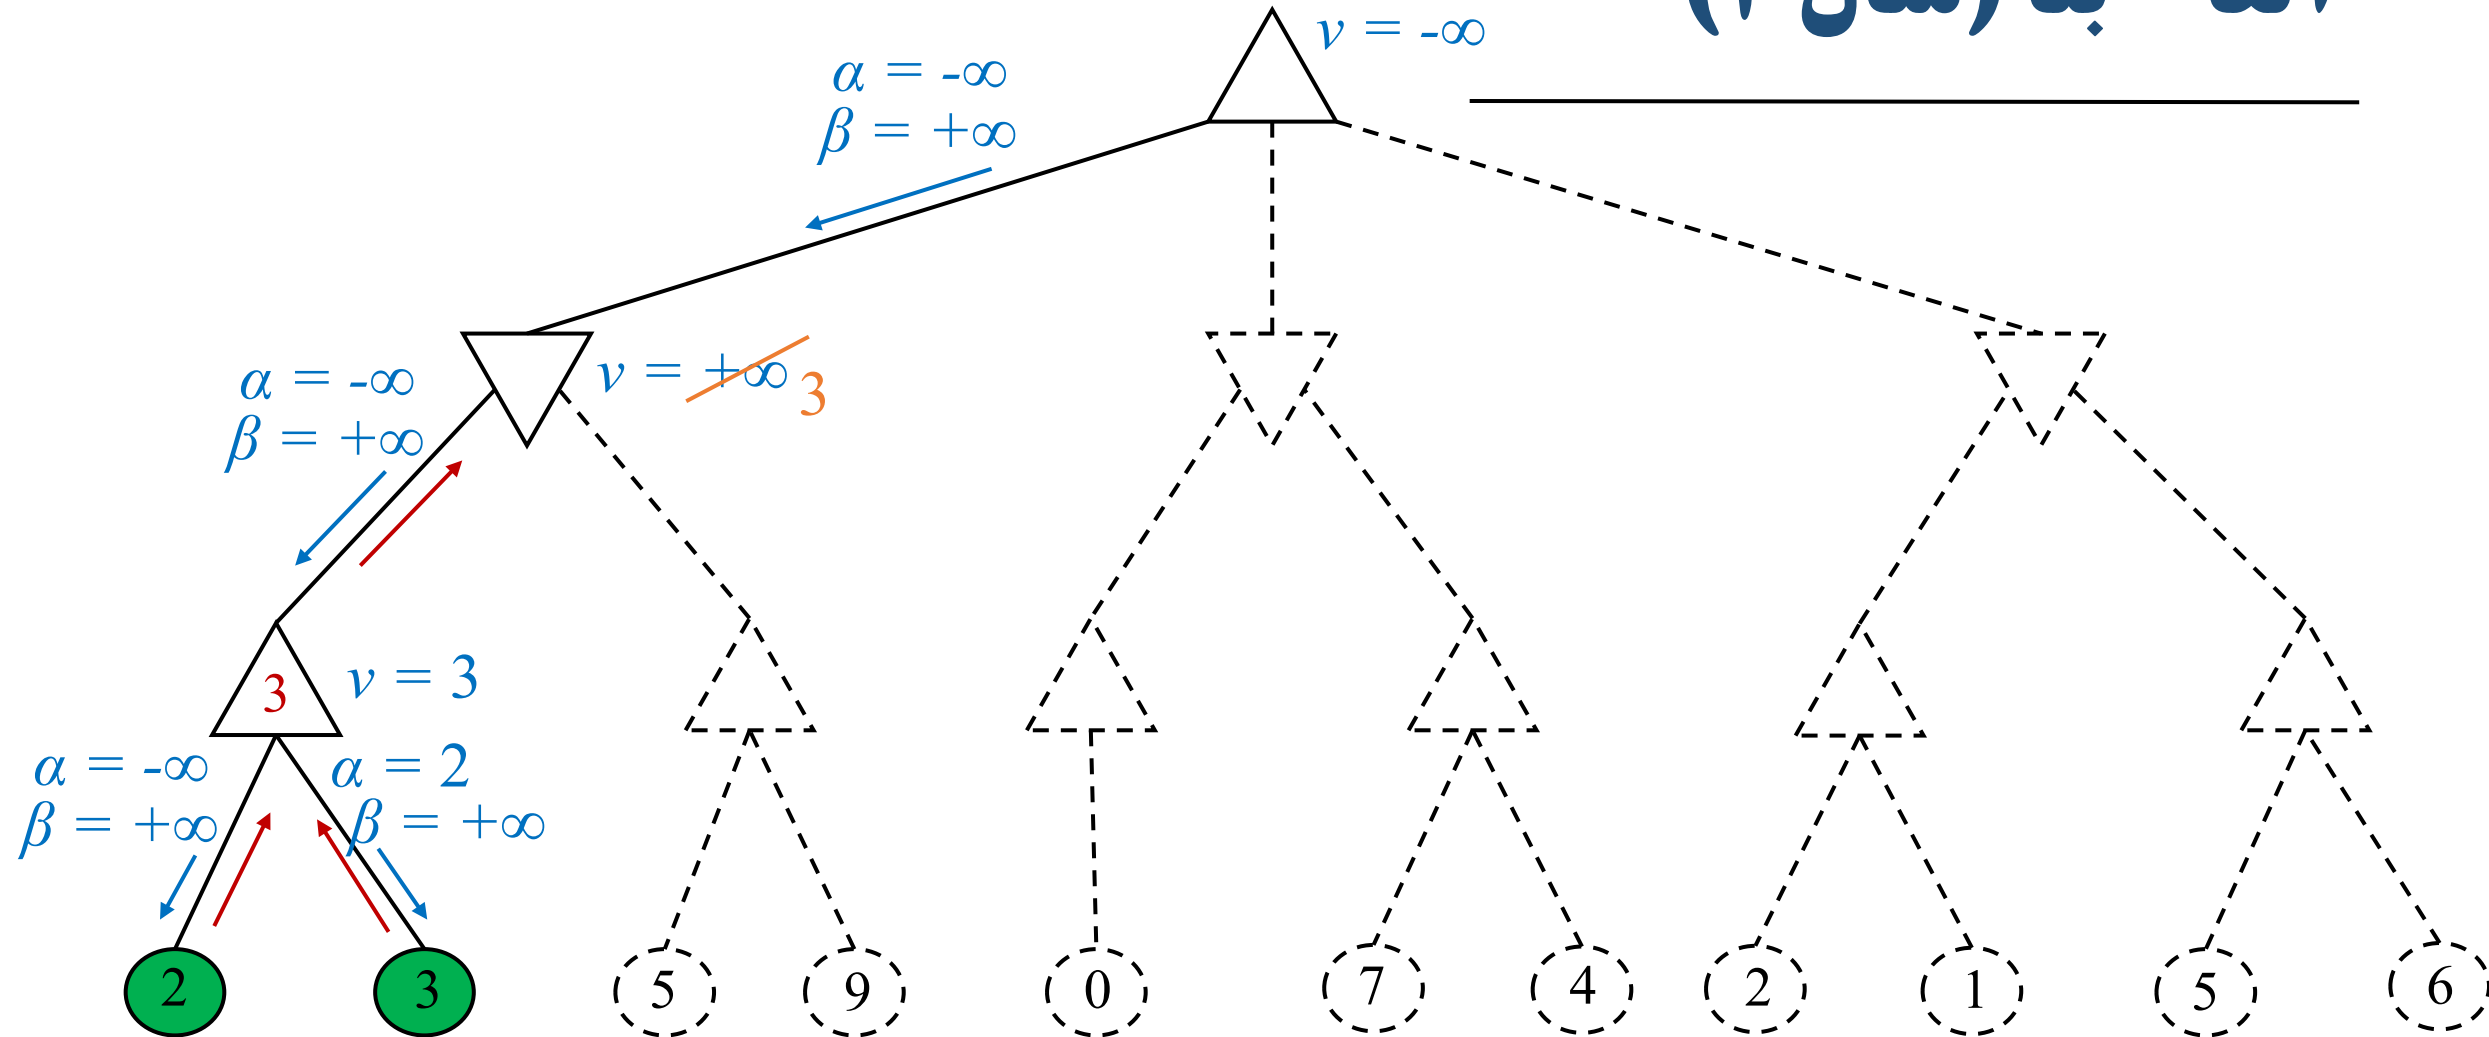 v = -∞
α = -∞
β = +∞
v = +∞ 3
α = -∞
β = +∞
3
v = 3
α = -∞
β = +∞
α = 2
β = +∞
2 3 5 9 0 7 4 2 1 5 6